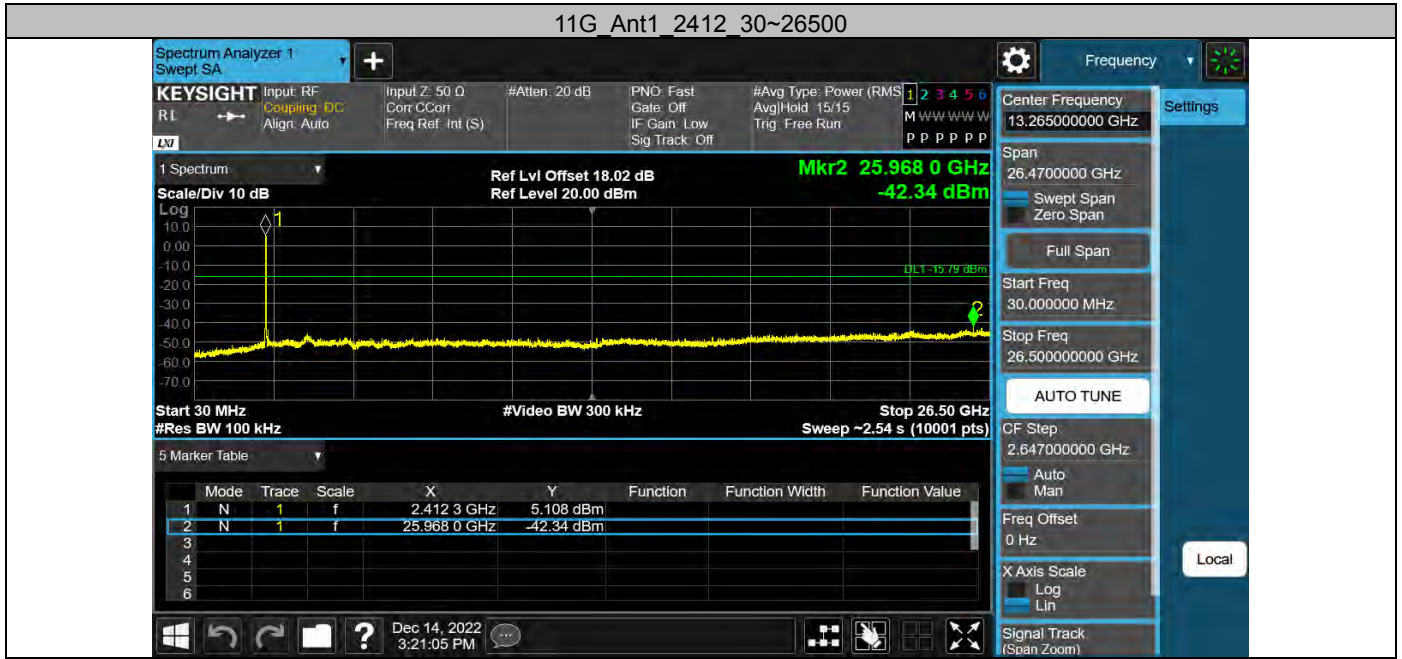 11G_Ant1_2412_30~26500
Spectrum Analyzer 1
Swept SA
+
Frequency
KEYSIGHT
RL
LXI
Input: RF
Coupling: DC
Align: Auto
Input Z: 50 Ω
Corr CCorr
Freq Ref: Int (S)
#Atten: 20 dB
PNO: Fast
Gate: Off
IF Gain: Low
Sig Track: Off
#Avg Type: Power (RMS
Avg|Hold: 15/15
Trig: Free Run
1 2 3 4 5 6
M W W W W W
P P P P P P
1 Spectrum
Scale/Div 10 dB
Log
Ref Lvl Offset 18.02 dB
Ref Level 20.00 dBm
Mkr2 25.968 0 GHz
-42.34 dBm
10.0
0.00
-10.0
-20.0
-30.0
-40.0
-50.0
-60.0
-70.0
1
DL1 -15.79 dBm
2
Start 30 MHz
#Res BW 100 kHz
#Video BW 300 kHz
Stop 26.50 GHz
Sweep ~2.54 s (10001 pts)
5 Marker Table
Mode Trace Scale X Y Function Function Width Function Value
1 N 1 f 2.412 3 GHz 5.108 dBm
2 N 1 f 25.968 0 GHz -42.34 dBm
3
4
5
6
Center Frequency
13.265000000 GHz
Span
26.4700000 GHz
Swept Span
Zero Span
Full Span
Start Freq
30.000000 MHz
Stop Freq
26.500000000 GHz
AUTO TUNE
CF Step
2.647000000 GHz
Auto
Man
Freq Offset
0 Hz
X Axis Scale
Log
Lin
Signal Track
(Span Zoom)
Settings
Local
?
Dec 14, 2022
3:21:05 PM